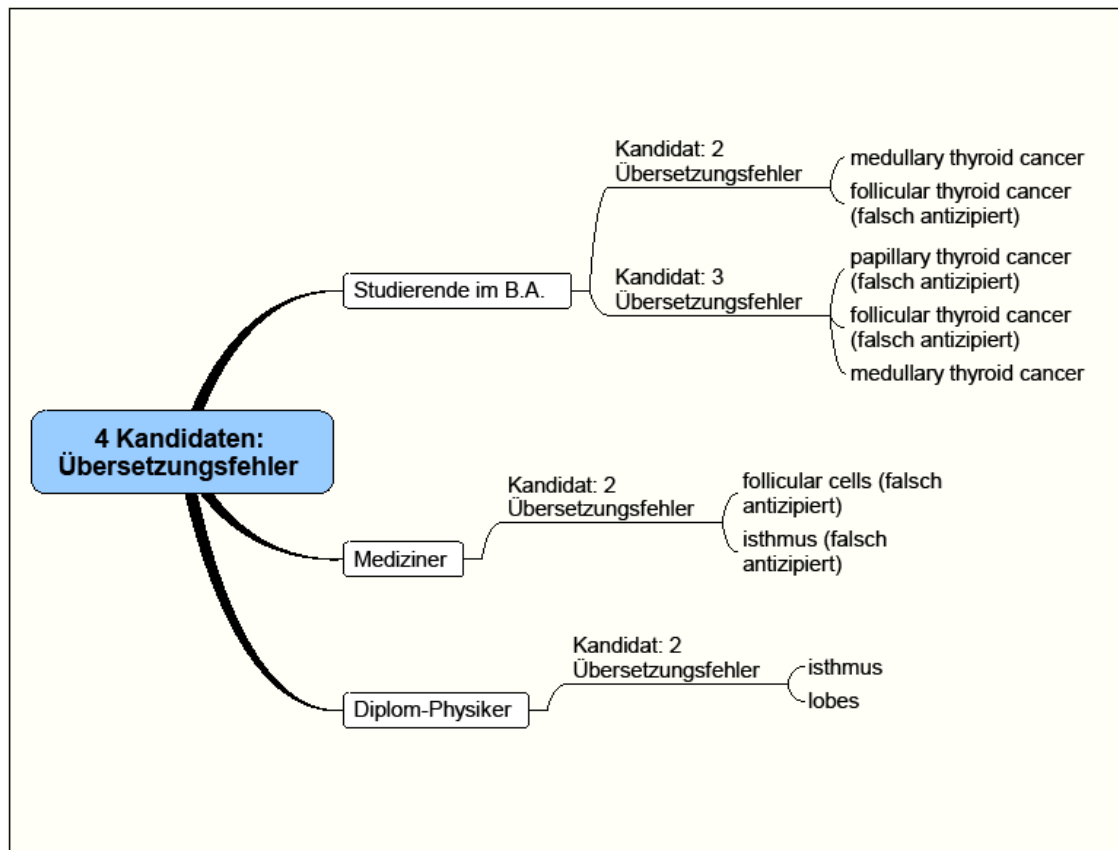 4 Kandidaten:
Übersetzungsfehler
Studierende im B.A.
Kandidat: 2
Übersetzungsfehler
medullary thyroid cancer
follicular thyroid cancer
(falsch antizipiert)
Kandidat: 3
Übersetzungsfehler
papillary thyroid cancer
(falsch antizipiert)
follicular thyroid cancer
(falsch antizipiert)
medullary thyroid cancer
Mediziner
Kandidat: 2
Übersetzungsfehler
follicular cells (falsch
antizipiert)
isthmus (falsch
antizipiert)
Diplom-Physiker
Kandidat: 2
Übersetzungsfehler
isthmus
lobes